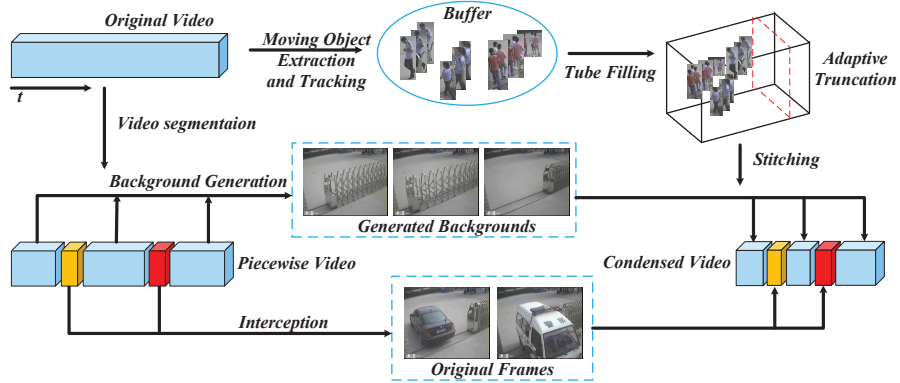 Original Video
Moving Object
Extraction
and Tracking
Buffer
Tube Filling
Adaptive
Truncation
t
Video segmentaion
Stitching
Background Generation
Generated Backgrounds
Piecewise Video
Condensed Video
Interception
Original Frames